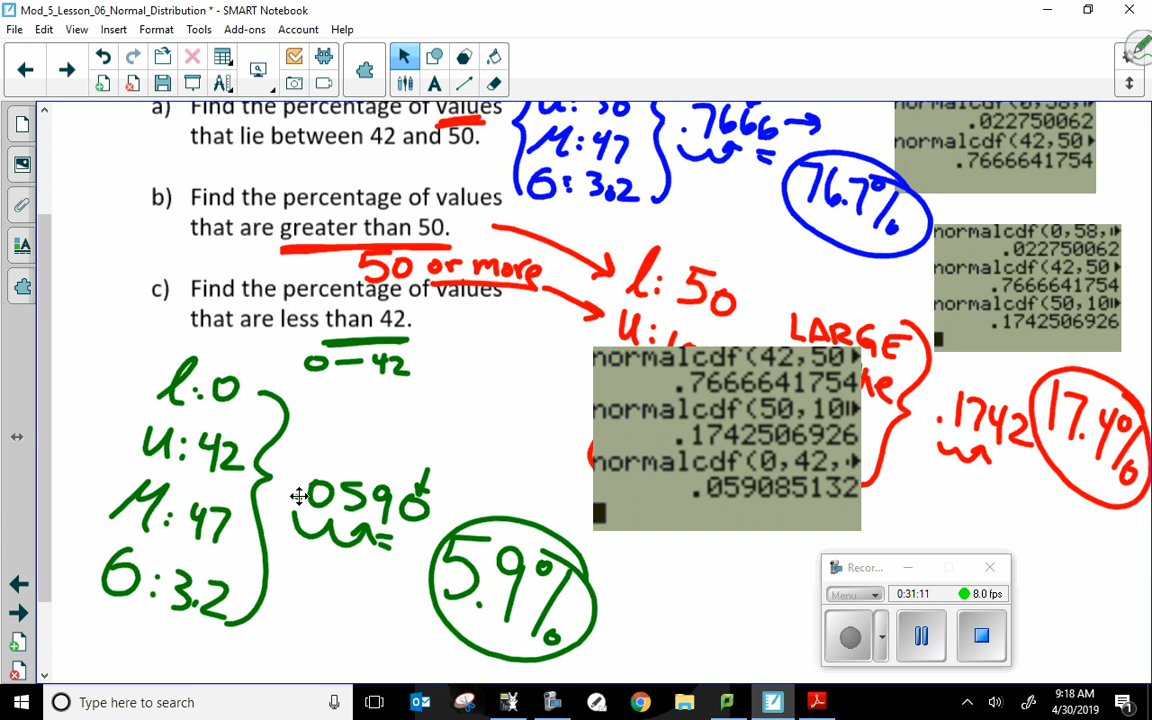 Mod_5_Lesson_06_Normal_Distribution * - SMART Notebook
File Edit View Insert Format Tools Add-ons Account Help
a) Find the percentage of values
that lie between 42 and 50.
μ: 47
σ: 3.2
.7666 →
76.7%
normalcdf(0,58,
.022750062
normalcdf(42,50
.7666641754
b) Find the percentage of values
that are greater than 50.
50 or more
l: 50
u:
LARGE
.1742
17.4%
normalcdf(0,58,
.022750062
normalcdf(42,50
.7666641754
normalcdf(50,10
.1742506926
c) Find the percentage of values
that are less than 42.
0 — 42
l: 0
u: 42
μ: 47
σ: 3.2
0590
5.9%
normalcdf(42,50
.7666641754
normalcdf(50,10
.1742506926
normalcdf(0,42,
.059085132
Recor...
Menu
0:31:11
8.0 fps
Type here to search
9:18 AM
4/30/2019